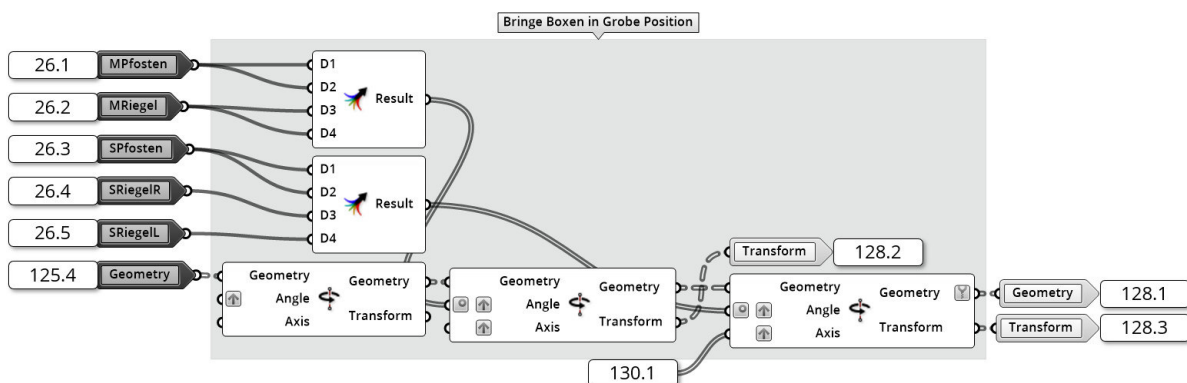 Bringe Boxen in Grobe Position
26.1 MPfosten
26.2 MRiegel
26.3 SPfosten
26.4 SRiegelR
26.5 SRiegelL
125.4 Geometry
D1
D2
D3
D4
Result
D1
D2
D3
D4
Result
Geometry
Angle
Axis
Geometry
Transform
Geometry
Angle
Axis
Geometry
Transform
Transform 128.2
Geometry
Angle
Axis
Geometry
Transform
Geometry 128.1
Transform 128.3
130.1